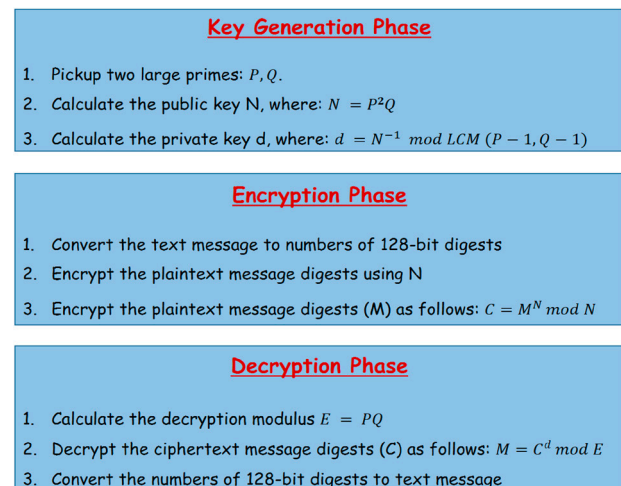 Key Generation Phase
1. Pickup two large primes: P, Q.
2. Calculate the public key N, where: N = P²Q
3. Calculate the private key d, where: d = N⁻¹ mod LCM (P − 1, Q − 1)
Encryption Phase
1. Convert the text message to numbers of 128-bit digests
2. Encrypt the plaintext message digests using N
3. Encrypt the plaintext message digests (M) as follows: C = Mᴺ mod N
Decryption Phase
1. Calculate the decryption modulus E = PQ
2. Decrypt the ciphertext message digests (C) as follows: M = Cᵈ mod E
3. Convert the numbers of 128-bit digests to text message